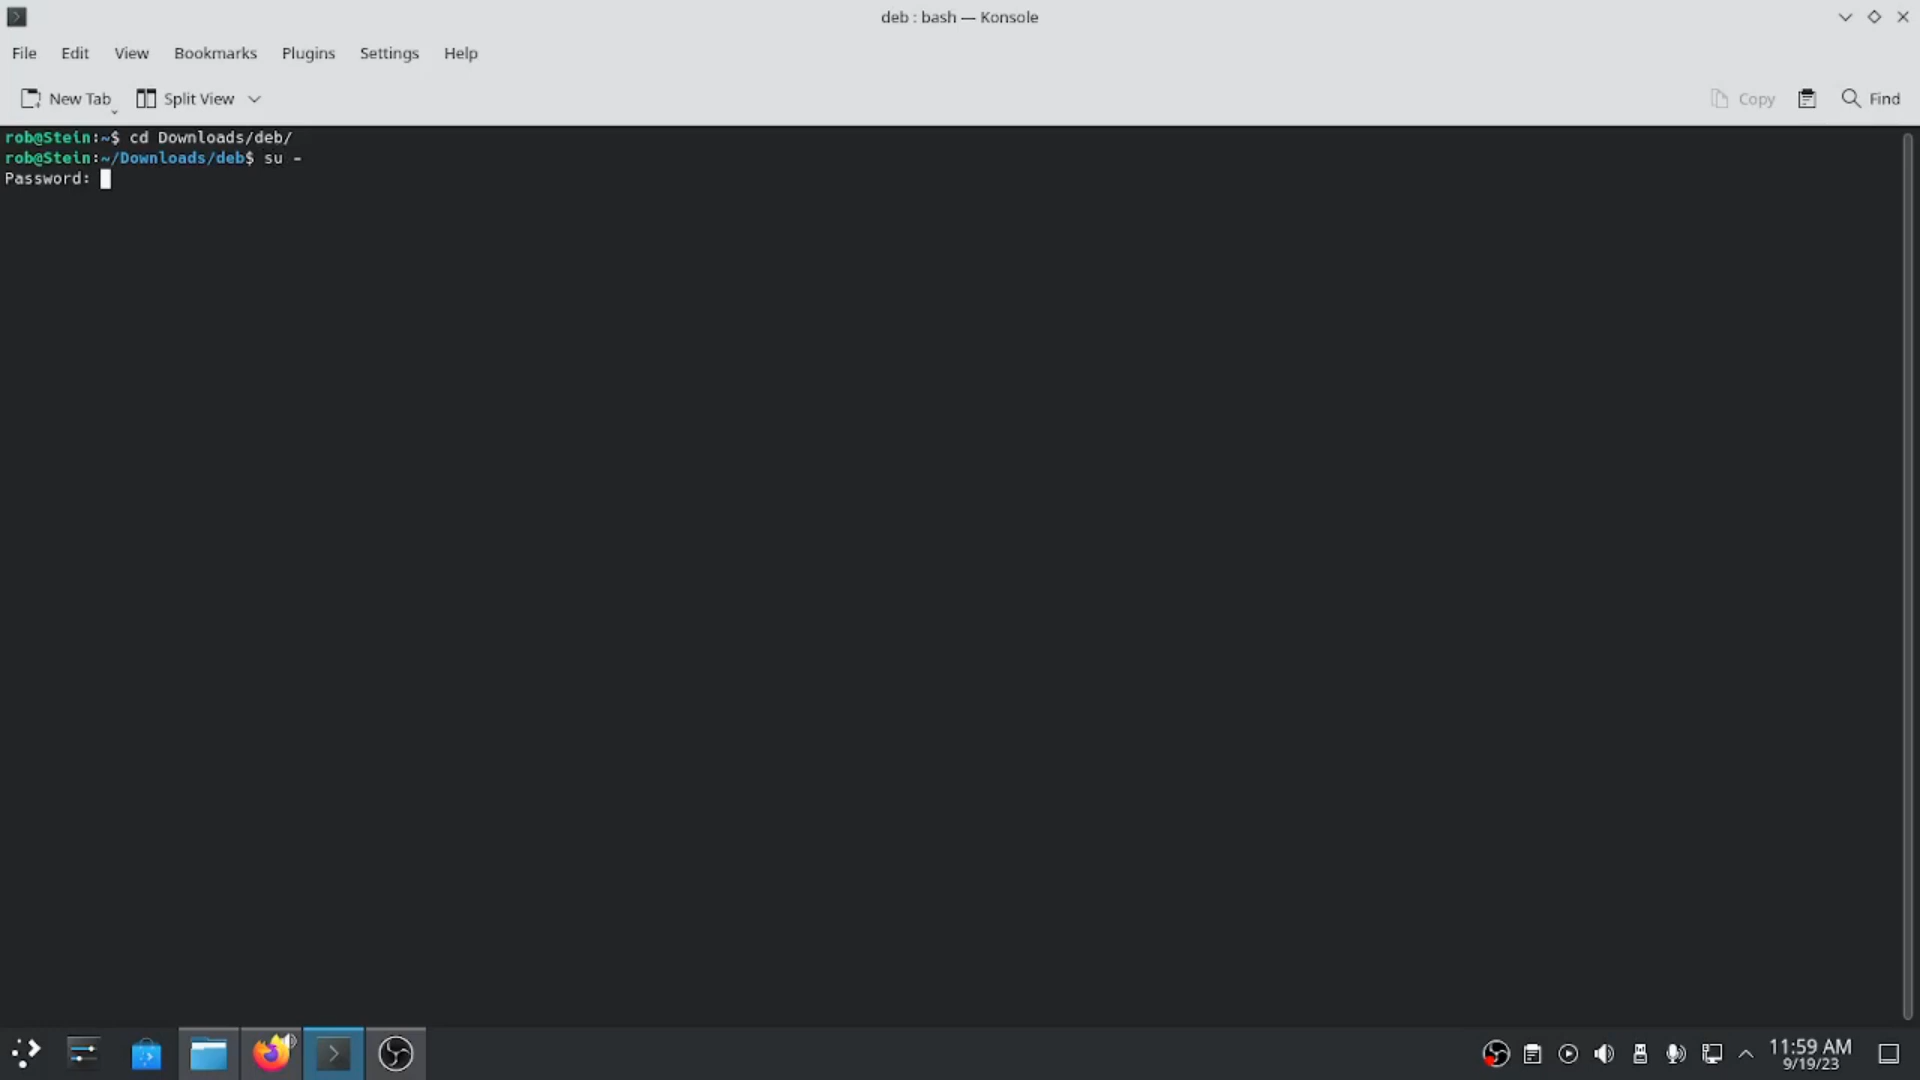 deb : bash — Konsole
File Edit View Bookmarks Plugins Settings Help
New Tab Split View Copy Find
rob@Stein:~$ cd Downloads/deb/
rob@Stein:~/Downloads/deb$ su -
Password:
11:59 AM
9/19/23